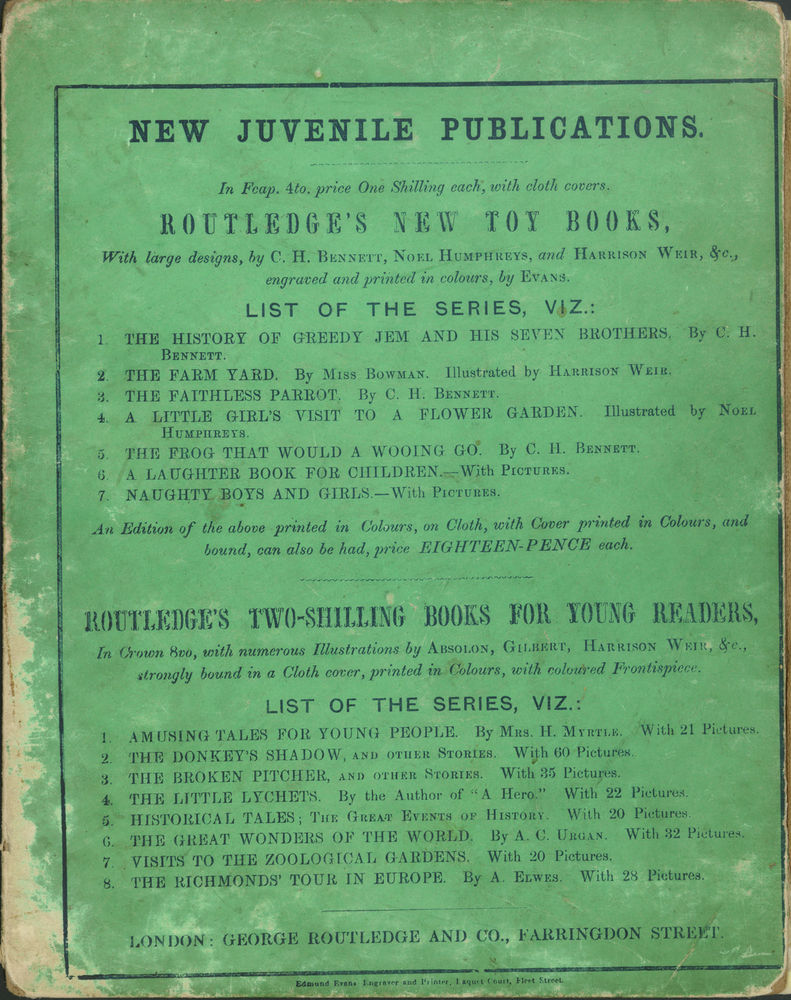 NEW JUVENILE PUBLICATIONS.
In Fcap. 4to. price One Shilling each, with cloth covers.
ROUTLEDGE'S NEW TOY BOOKS,
With large designs, by C. H. BENNETT, NOEL HUMPHREYS, and HARRISON WEIR, &c.,
engraved and printed in colours, by EVANS.
LIST OF THE SERIES, VIZ.:
1. THE HISTORY OF GREEDY JEM AND HIS SEVEN BROTHERS. By C. H.
BENNETT.
2. THE FARM YARD. By MISS BOWMAN. Illustrated by HARRISON WEIR.
3. THE FAITHLESS PARROT. By C. H. BENNETT.
4. A LITTLE GIRL'S VISIT TO A FLOWER GARDEN. Illustrated by NOEL
HUMPHREYS.
5. THE FROG THAT WOULD A WOOING GO. By C. H. BENNETT.
6. A LAUGHTER BOOK FOR CHILDREN.—With PICTURES.
7. NAUGHTY BOYS AND GIRLS.—With PICTURES.
An Edition of the above printed in Colours, on Cloth, with Cover printed in Colours, and
bound, can also be had, price EIGHTEEN-PENCE each.
ROUTLEDGE'S TWO-SHILLING BOOKS FOR YOUNG READERS,
In Crown 8vo, with numerous Illustrations by ABSOLON, GILBERT, HARRISON WEIR, &c.,
strongly bound in a Cloth cover, printed in Colours, with coloured Frontispiece.
LIST OF THE SERIES, VIZ.:
1. AMUSING TALES FOR YOUNG PEOPLE. By MRS. H. MYRTLE. With 21 Pictures.
2. THE DONKEY'S SHADOW, AND OTHER STORIES. With 60 Pictures.
3. THE BROKEN PITCHER, AND OTHER STORIES. With 35 Pictures.
4. THE LITTLE LYCHETS. By the Author of "A Hero." With 22 Pictures.
5. HISTORICAL TALES; THE GREAT EVENTS OF HISTORY. With 20 Pictures.
6. THE GREAT WONDERS OF THE WORLD. By A. C. URGAN. With 32 Pictures.
7. VISITS TO THE ZOOLOGICAL GARDENS. With 20 Pictures.
8. THE RICHMONDS' TOUR IN EUROPE. By A. ELWES. With 28 Pictures.
LONDON: GEORGE ROUTLEDGE AND CO., FARRINGDON STREET.
Edmund Evans Engraver and Printer, Raquet Court, Fleet Street.